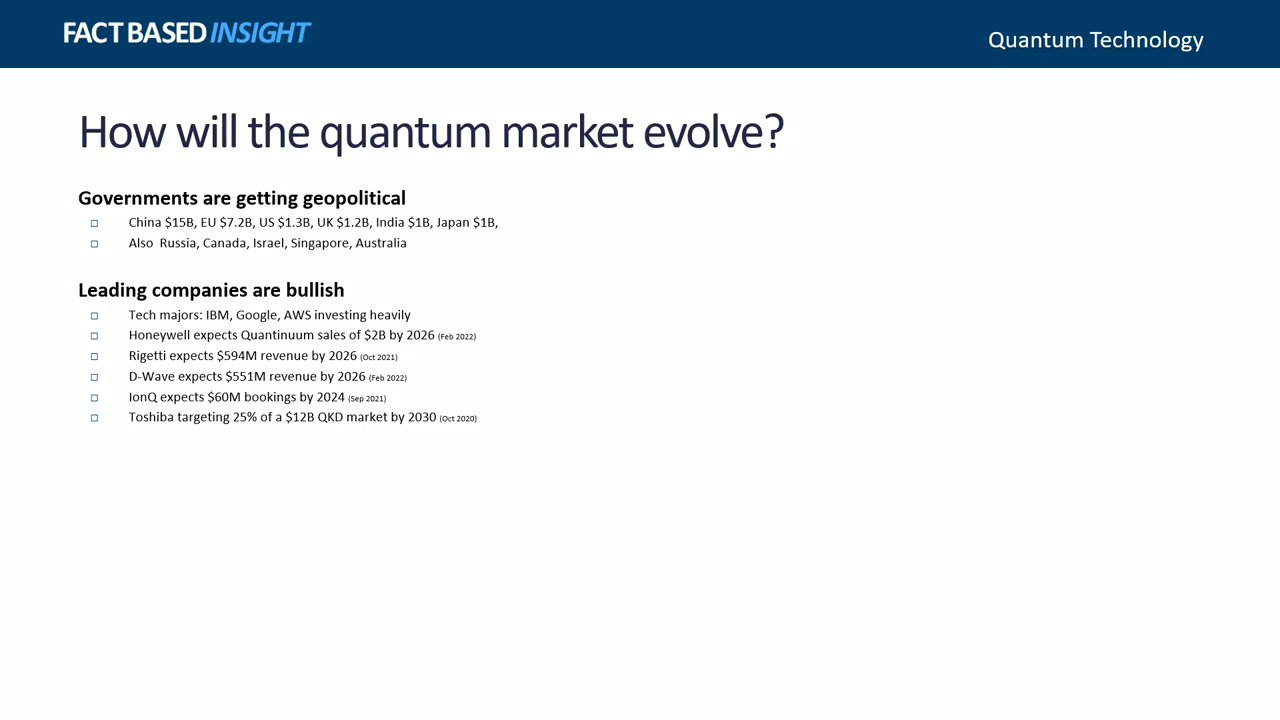 FACT BASED INSIGHT
Quantum Technology
How will the quantum market evolve?
Governments are getting geopolitical
China $15B, EU $7.2B, US $1.3B, UK $1.2B, India $1B, Japan $1B,
Also Russia, Canada, Israel, Singapore, Australia
Leading companies are bullish
Tech majors: IBM, Google, AWS investing heavily
Honeywell expects Quantinuum sales of $2B by 2026 (Feb 2022)
Rigetti expects $594M revenue by 2026 (Oct 2021)
D-Wave expects $551M revenue by 2026 (Feb 2022)
IonQ expects $60M bookings by 2024 (Sep 2021)
Toshiba targeting 25% of a $12B QKD market by 2030 (Oct 2020)